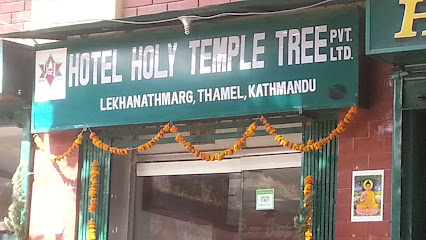 HOTEL HOLY TEMPLE TREE PVT. LTD.
LEKHANATHMARG, THAMEL, KATHMANDU
H